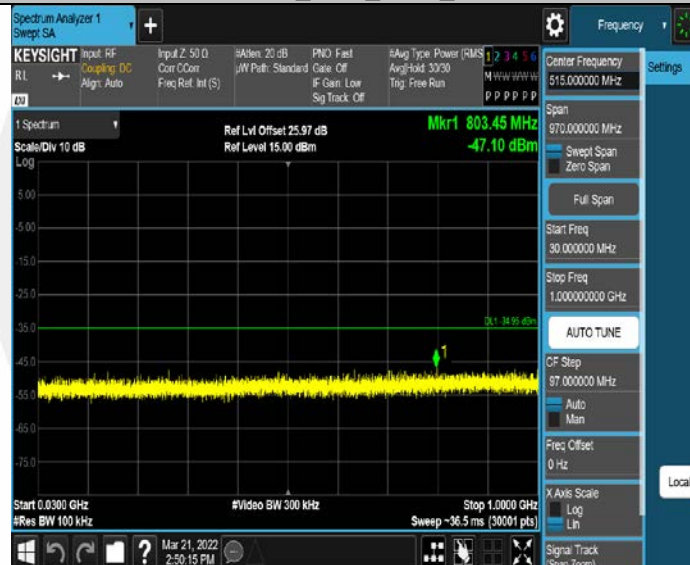 Spectrum Analyzer 1
Swept SA
+
Frequency
KEYSIGHT
RL
Input: RF
Coupling: DC
Align: Auto
Input Z: 50 Ω
Corr CCorr
Freq Ref: Int (S)
#Atten: 20 dB
µW Path: Standard
PNO: Fast
Gate: Off
IF Gain: Low
Sig Track: Off
#Avg Type: Power (RMS
Avg|Hold: 30/30
Trig: Free Run
1 2 3 4 5 6
M W W W W W
P P P P P P
1 Spectrum
Scale/Div 10 dB
Log
Ref Lvl Offset 25.97 dB
Ref Level 15.00 dBm
Mkr1 803.45 MHz
-47.10 dBm
5.00
-5.00
-15.0
-25.0
-35.0
-45.0
-55.0
-65.0
-75.0
DL1 -34.95 dBm
1
Start 0.0300 GHz
#Res BW 100 kHz
#Video BW 300 kHz
Stop 1.0000 GHz
Sweep ~36.5 ms (30001 pts)
Mar 21, 2022
2:50:15 PM
Center Frequency
515.000000 MHz
Settings
Span
970.000000 MHz
Swept Span
Zero Span
Full Span
Start Freq
30.000000 MHz
Stop Freq
1.000000000 GHz
AUTO TUNE
CF Step
97.000000 MHz
Auto
Man
Freq Offset
0 Hz
X Axis Scale
Log
Lin
Local
Signal Track
(Span Zoom)